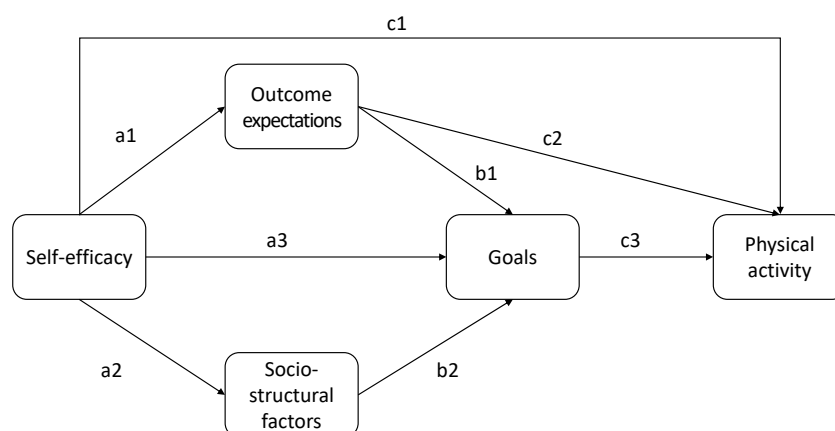 c1
Outcome
expectations
a1
c2
b1
Self-efficacy
a3
Goals
c3
Physical
activity
a2
Socio-
structural
factors
b2